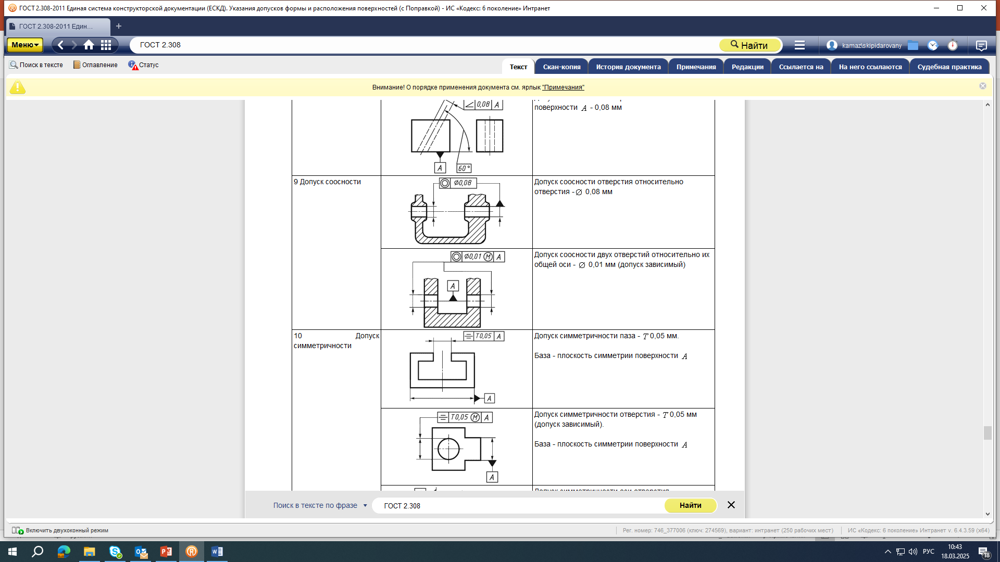 ГОСТ 2.308-2011 Единая система конструкторской документации (ЕСКД). Указания допусков формы и расположения поверхностей (с Поправкой) - ИС «Кодекс: 6 поколение» Интранет
ГОСТ 2.308-2011 Един...
Меню
ГОСТ 2.308
Найти
kamaz\skipidarovany
Поиск в тексте
Оглавление
Статус
Текст
Скан-копия
История документа
Примечания
Редакции
Ссылается на
На него ссылаются
Судебная практика
Внимание! О порядке применения документа см. ярлык "Примечания"
0,08 A
A
60°
поверхности A - 0,08 мм
9 Допуск соосности
Ø0,08
Допуск соосности отверстия относительно
отверстия - Ø 0,08 мм
Ø0,01 M A
A
Допуск соосности двух отверстий относительно их
общей оси - Ø 0,01 мм (допуск зависимый)
10 Допуск
симметричности
T0,05 A
A
Допуск симметричности паза - T 0,05 мм.
База - плоскость симметрии поверхности A
T0,05 M A
A
Допуск симметричности отверстия - T 0,05 мм
(допуск зависимый).
База - плоскость симметрии поверхности A
Допуск симметричности оси отверстия
Поиск в тексте по фразе
ГОСТ 2.308
Найти
Включить двухоконный режим
Рег. номер: 746_377006 (ключ: 274569), вариант: интранет (250 рабочих мест)
ИС «Кодекс: 6 поколение» Интранет v. 6.4.3.59 (x64)
РУС
10:43
18.03.2025
18